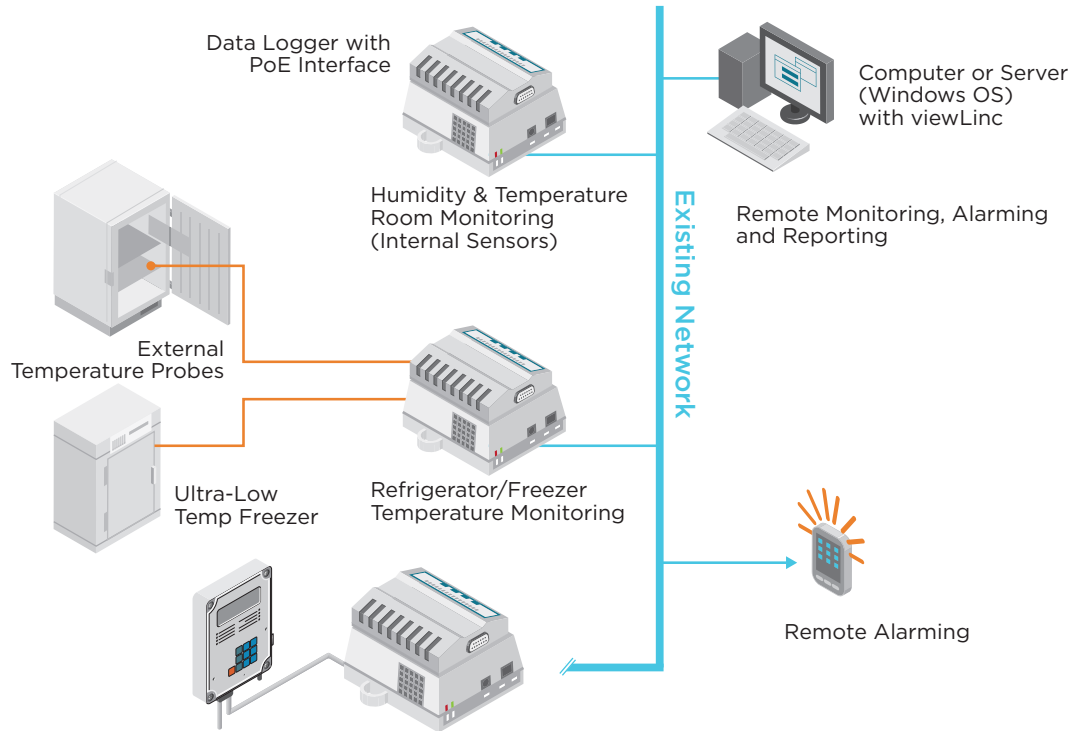 Data Logger with
PoE Interface
Computer or Server
(Windows OS)
with viewLinc
Humidity & Temperature
Room Monitoring
(Internal Sensors)
Existing Network
Remote Monitoring, Alarming
and Reporting
External
Temperature Probes
Ultra-Low
Temp Freezer
Refrigerator/Freezer
Temperature Monitoring
Remote Alarming